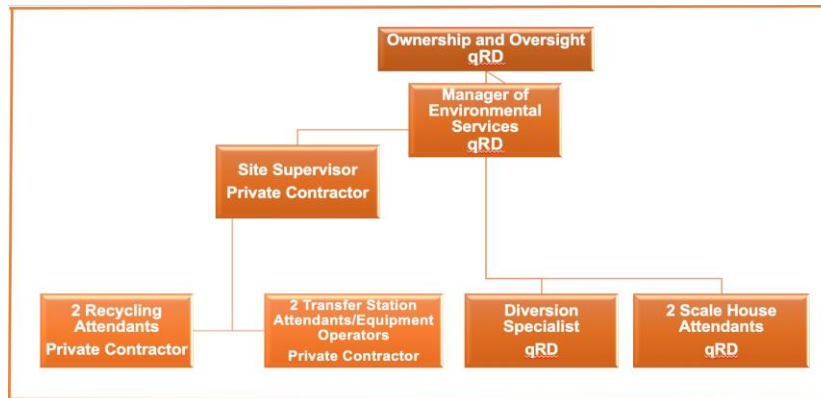 Ownership and Oversight
qRD
Manager of
Environmental
Services
qRD
Site Supervisor
Private Contractor
2 Recycling
Attendants
Private Contractor
2 Transfer Station
Attendants/Equipment
Operators
Private Contractor
Diversion
Specialist
qRD
2 Scale House
Attendants
qRD